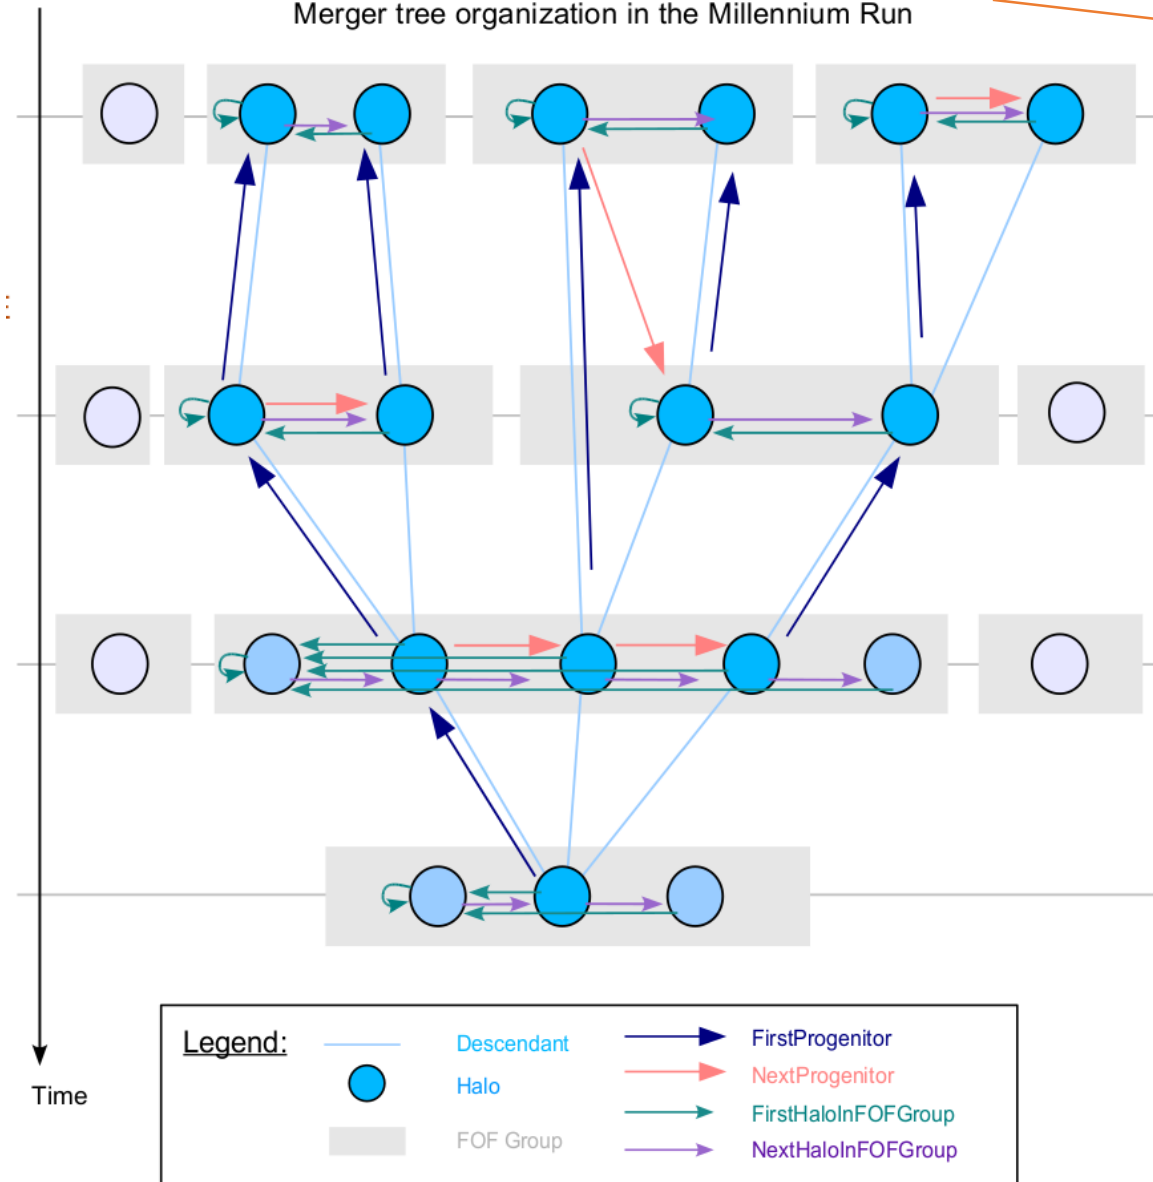 Merger tree organization in the Millennium Run
Time
Legend:
Descendant
Halo
FOF Group
FirstProgenitor
NextProgenitor
FirstHaloInFOFGroup
NextHaloInFOFGroup